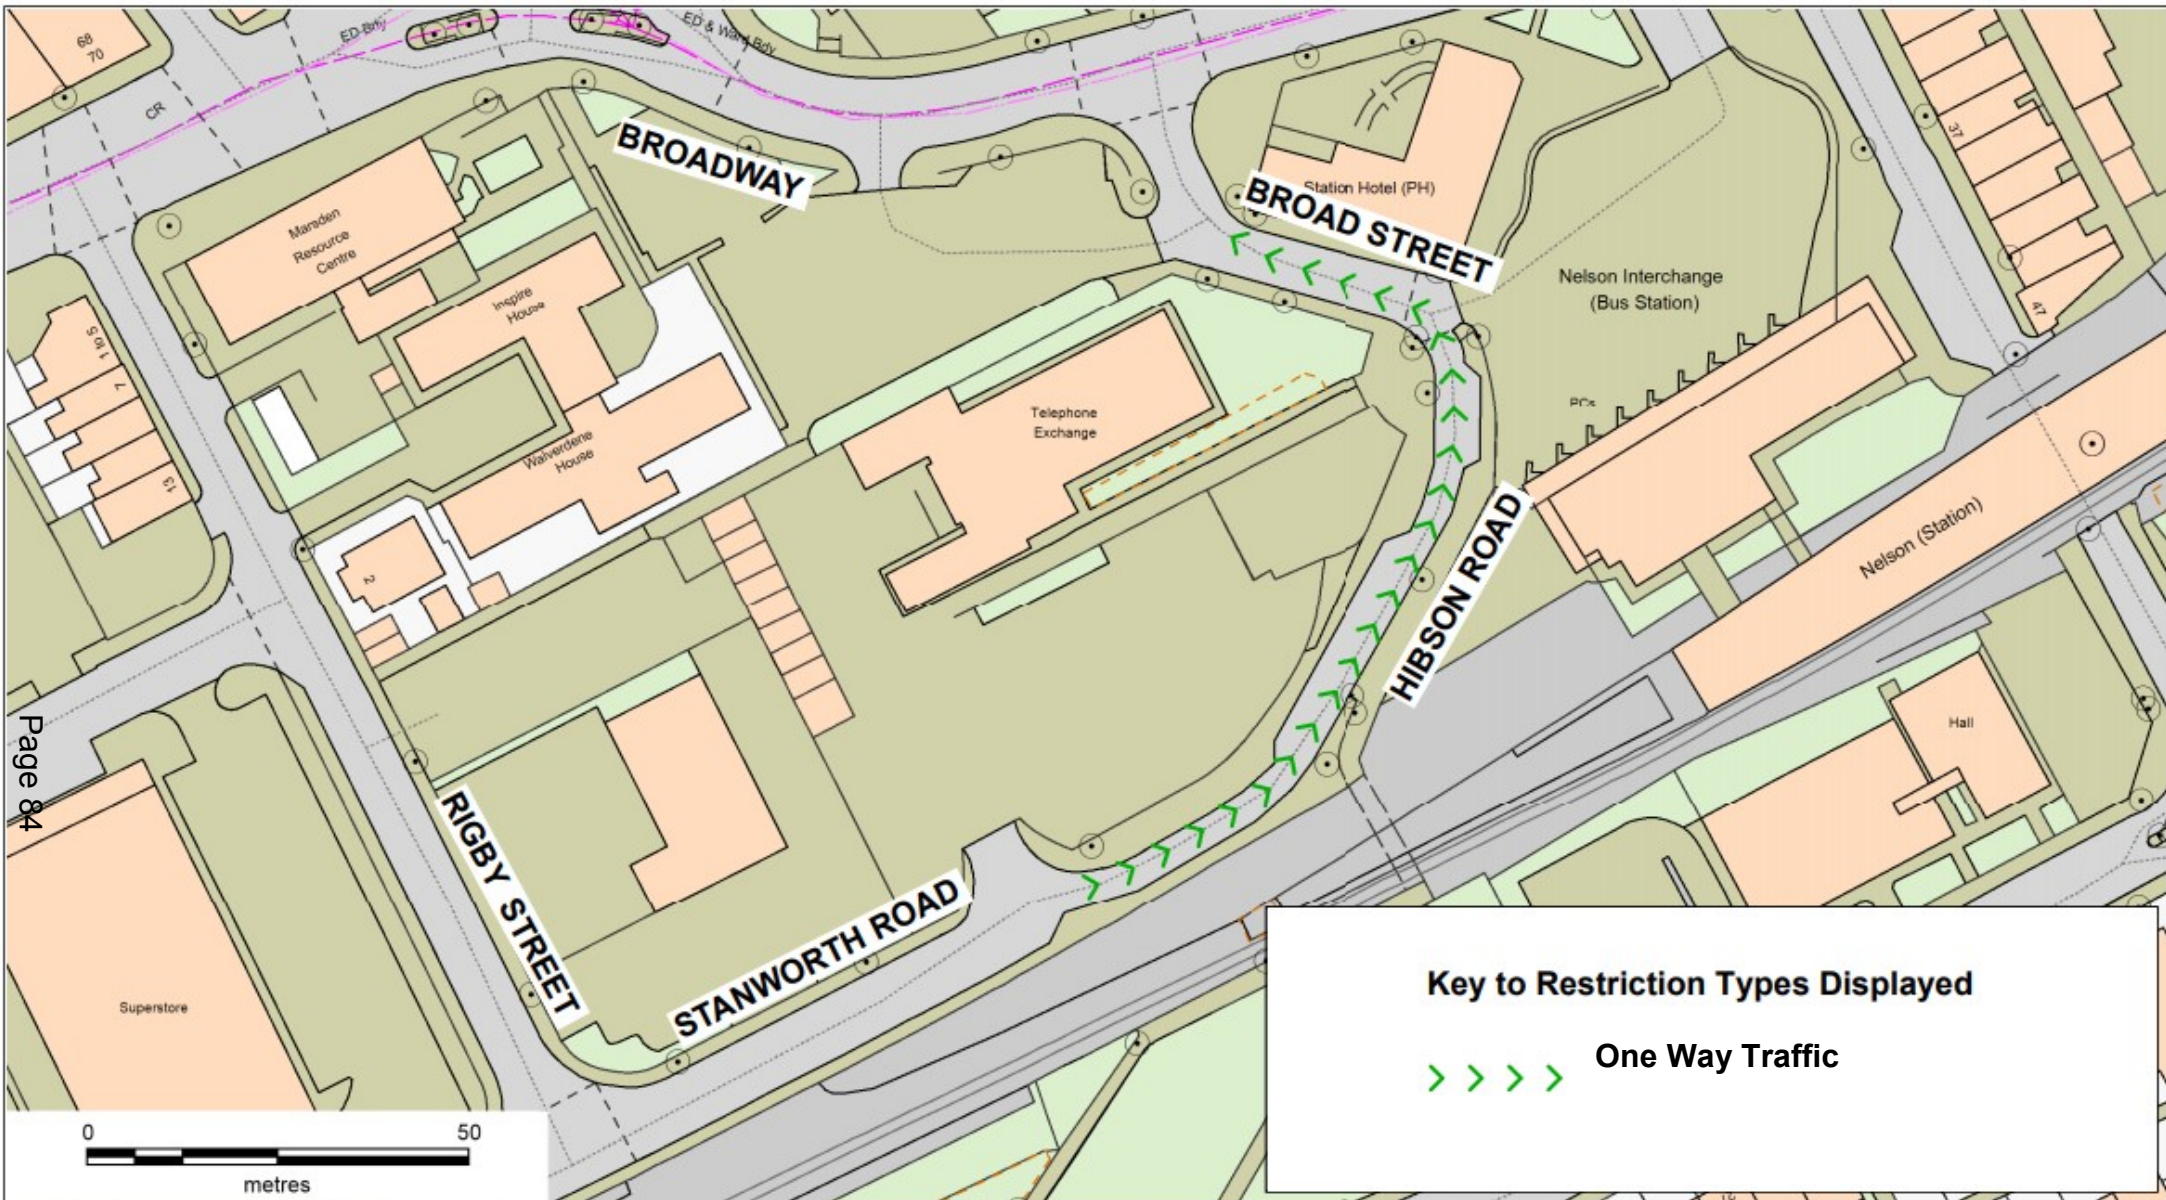 68
70
ED Bdy
ED & Ward Bdy
CR
BROADWAY
Station Hotel (PH)
BROAD STREET
37
47
Marsden
Resource
Centre
Inspire
House
Nelson Interchange
(Bus Station)
1 to 5
7
13
PCs
Telephone
Exchange
Walverdene
House
2
HIBSON ROAD
Nelson (Station)
Hall
Page 84
RIGBY STREET
STANWORTH ROAD
Superstore
Key to Restriction Types Displayed
One Way Traffic
0 50
metres